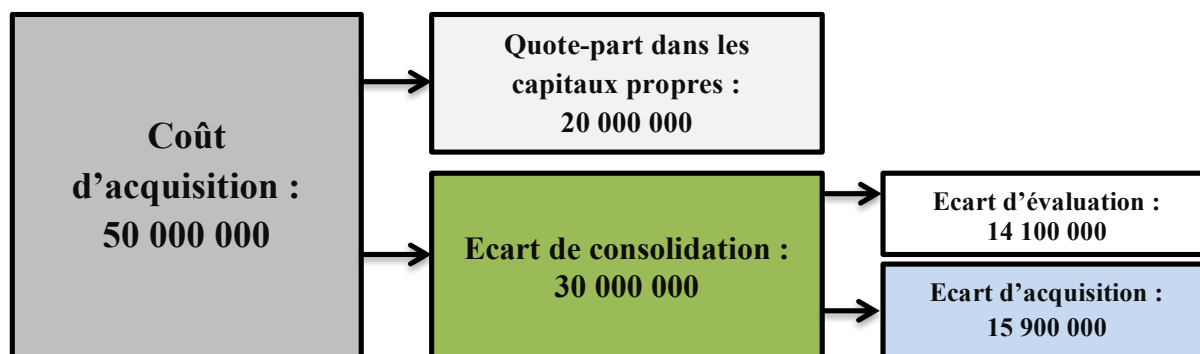 Coût
d’acquisition :
50 000 000
Quote-part dans les
capitaux propres :
20 000 000
Ecart de consolidation :
30 000 000
Ecart d’évaluation :
14 100 000
Ecart d’acquisition :
15 900 000